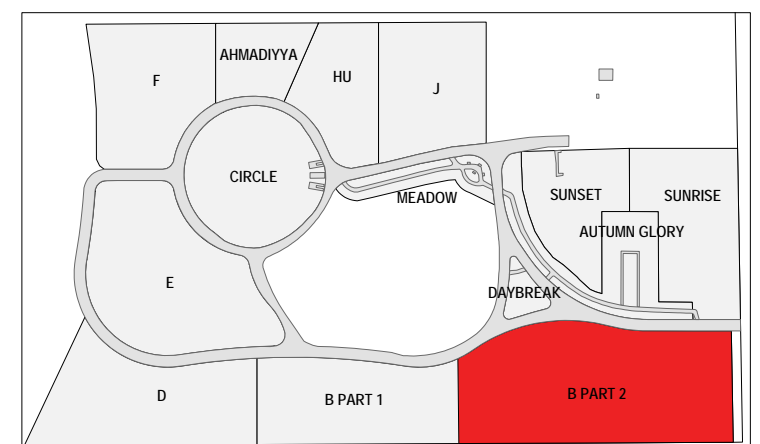 AHMADIYYA
F
HU
J
CIRCLE
MEADOW
SUNSET
SUNRISE
AUTUMN GLORY
E
DAYBREAK
D
B PART 1
B PART 2